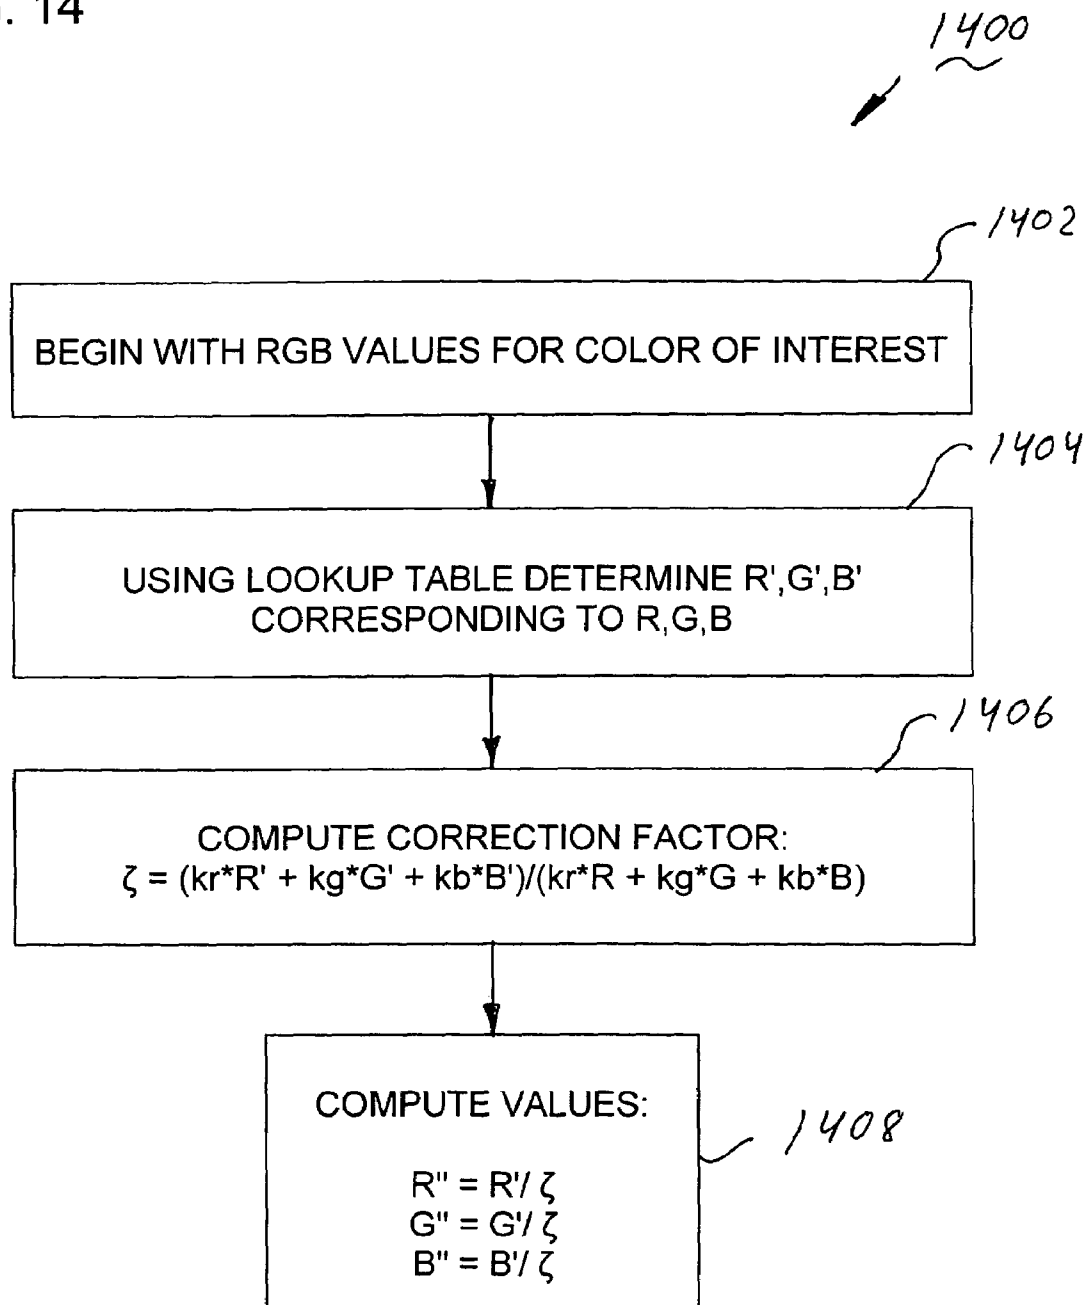 . 14
1400
1402
BEGIN WITH RGB VALUES FOR COLOR OF INTEREST
1404
USING LOOKUP TABLE DETERMINE R',G',B'
CORRESPONDING TO R,G,B
1406
COMPUTE CORRECTION FACTOR:
ζ = (kr*R' + kg*G' + kb*B')/(kr*R + kg*G + kb*B)
COMPUTE VALUES:
1408
R" = R'/ ζ
G" = G'/ ζ
B" = B'/ ζ